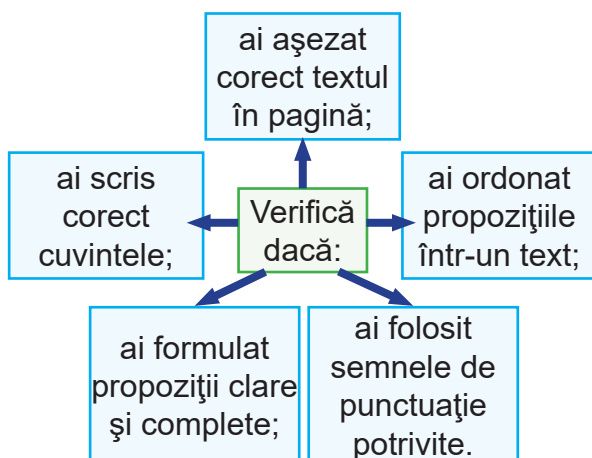 ai aşezat
corect textul
în pagină;
ai scris
corect
cuvintele;
Verifică
dacă:
ai ordonat
propoziţiile
într-un text;
ai formulat
propoziţii clare
şi complete;
ai folosit
semnele de
punctuaţie
potrivite.